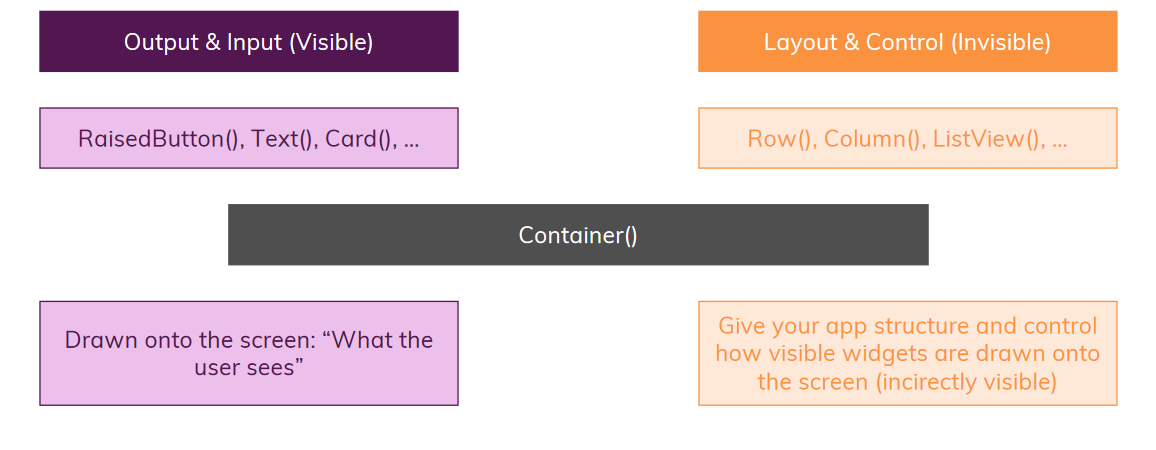 Output & Input (Visible)
Layout & Control (Invisible)
RaisedButton(), Text(), Card(), ...
Row(), Column(), ListView(), ...
Container()
Drawn onto the screen: “What the
user sees”
Give your app structure and control
how visible widgets are drawn onto
the screen (incirectly visible)